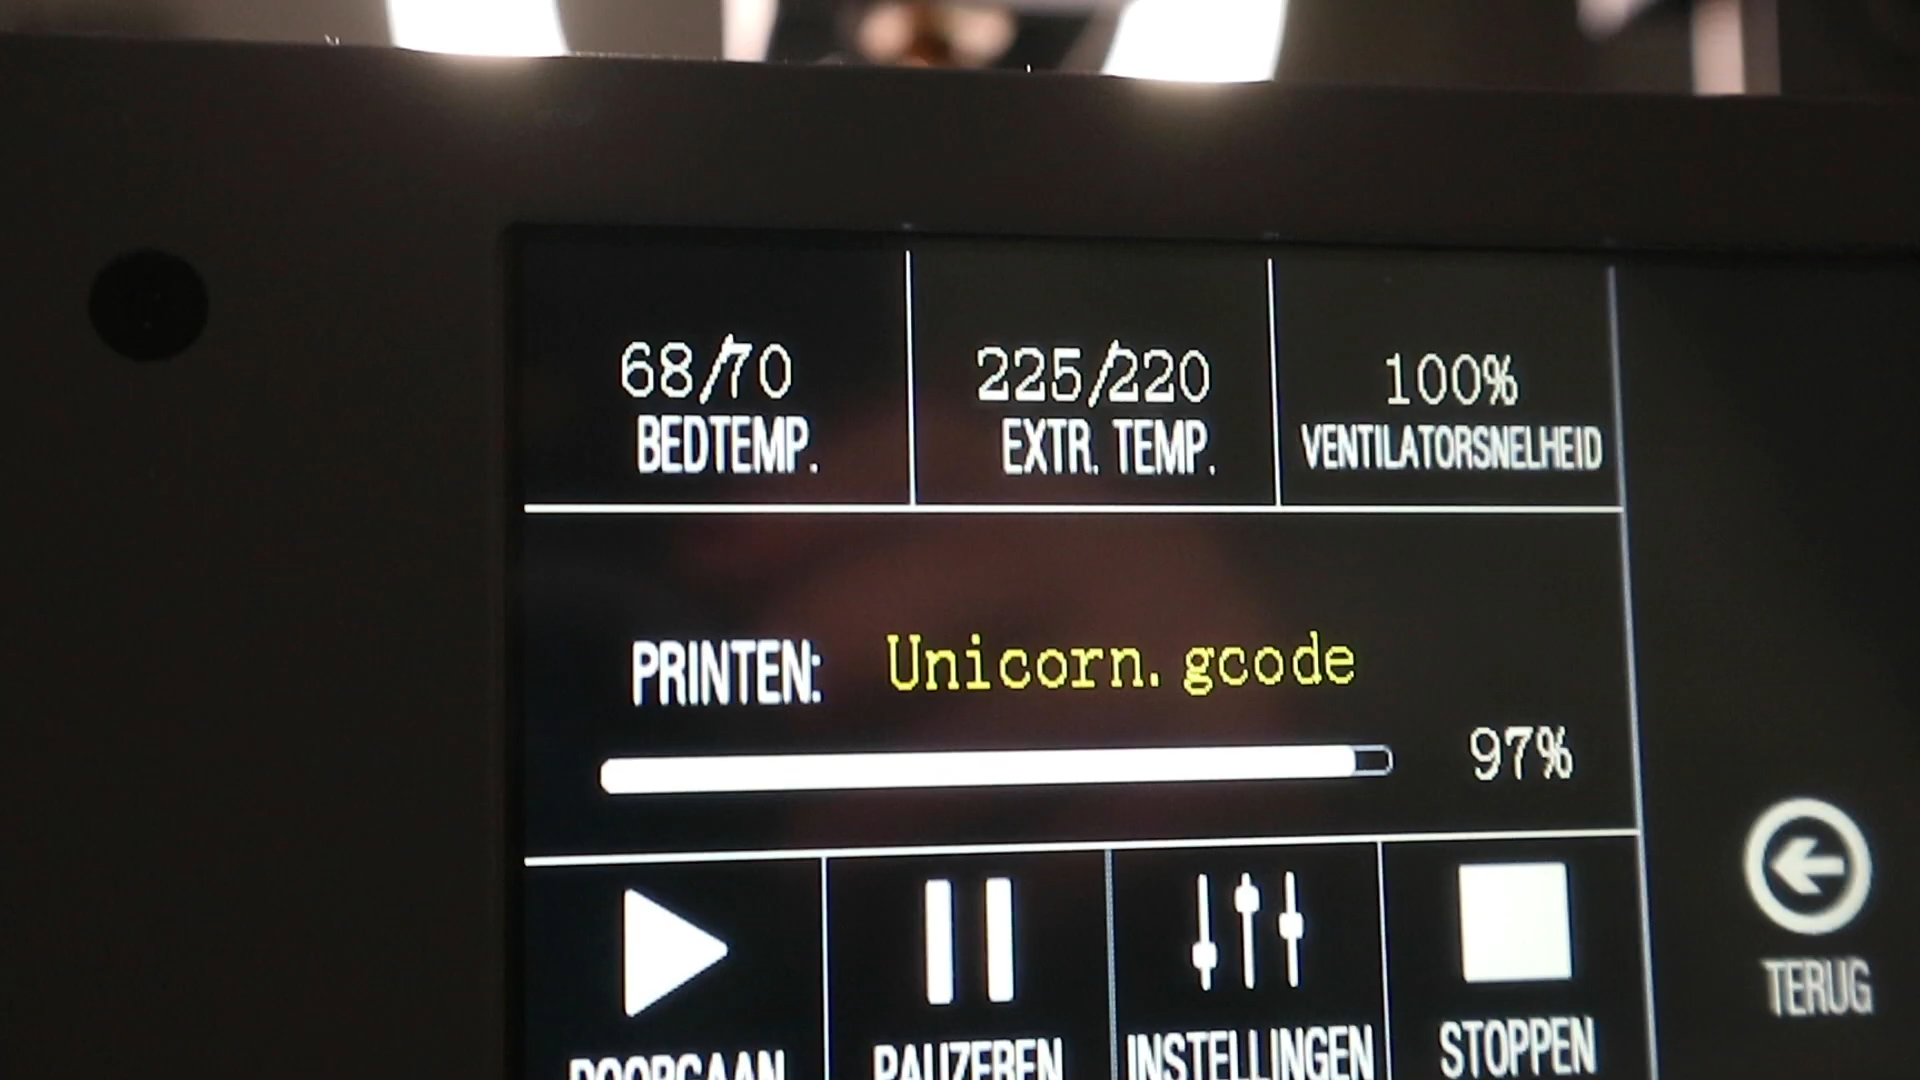 68/70 225/220 100%
BEDTEMP. EXTR. TEMP. VENTILATORSNELHEID
PRINTEN: Unicorn.gcode
97%
DOORGAAN PAUZEREN INSTELLINGEN STOPPEN
TERUG